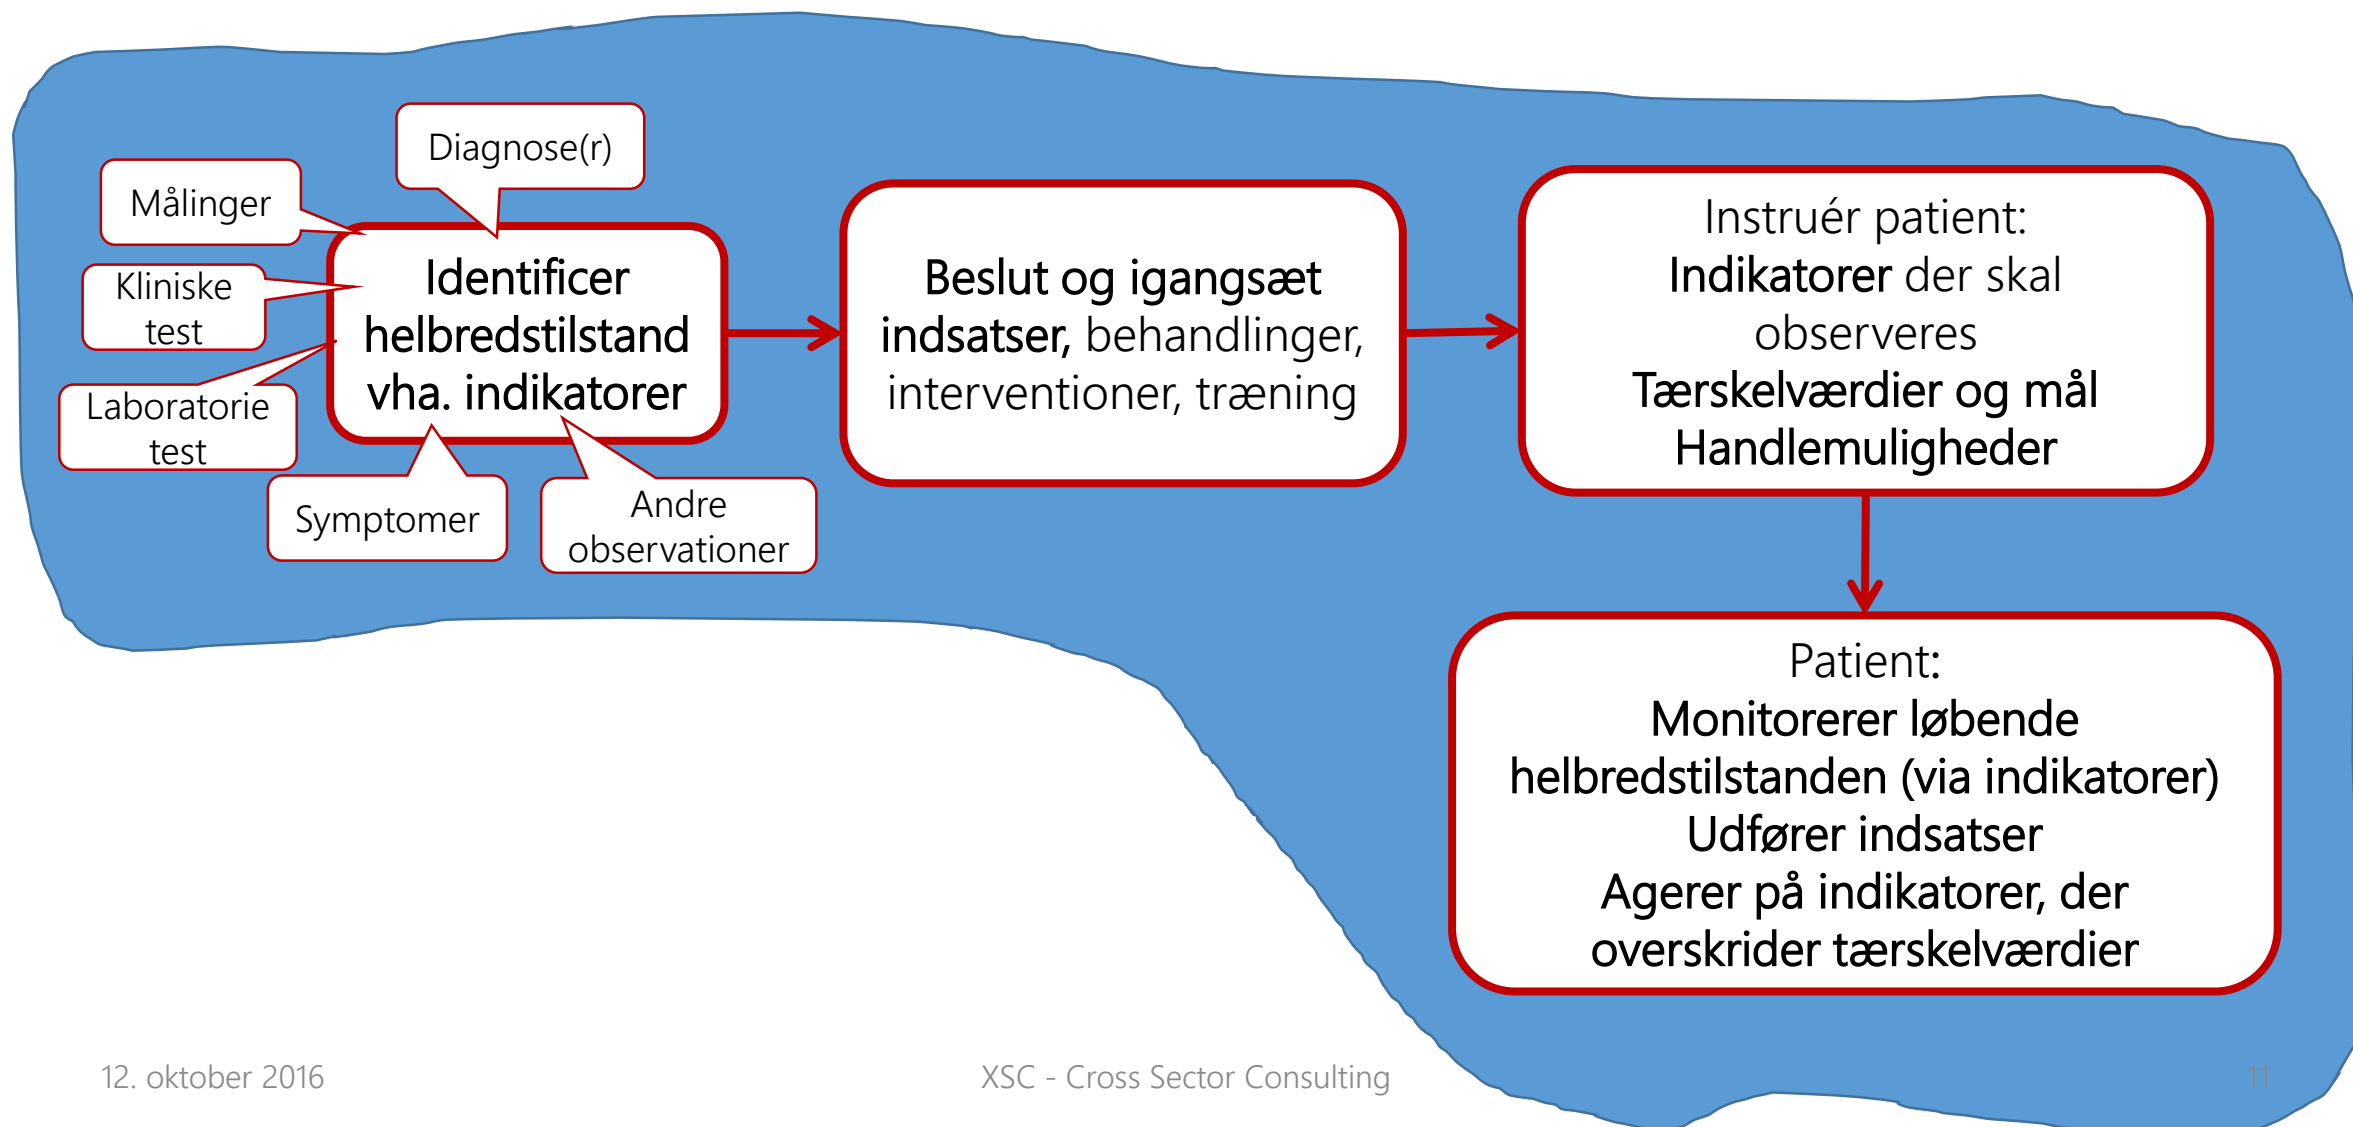 Diagnose(r)
Målinger
Kliniske
test
Laboratorie
test
Symptomer
Andre
observationer
Identificer
helbredstilstand
vha. indikatorer
Beslut og igangsæt
indsatser, behandlinger,
interventioner, træning
Instruér patient:
Indikatorer der skal
observeres
Tærskelværdier og mål
Handlemuligheder
Patient:
Monitorerer løbende
helbredstilstanden (via indikatorer)
Udfører indsatser
Agerer på indikatorer, der
overskrider tærskelværdier
12. oktober 2016
XSC - Cross Sector Consulting
11